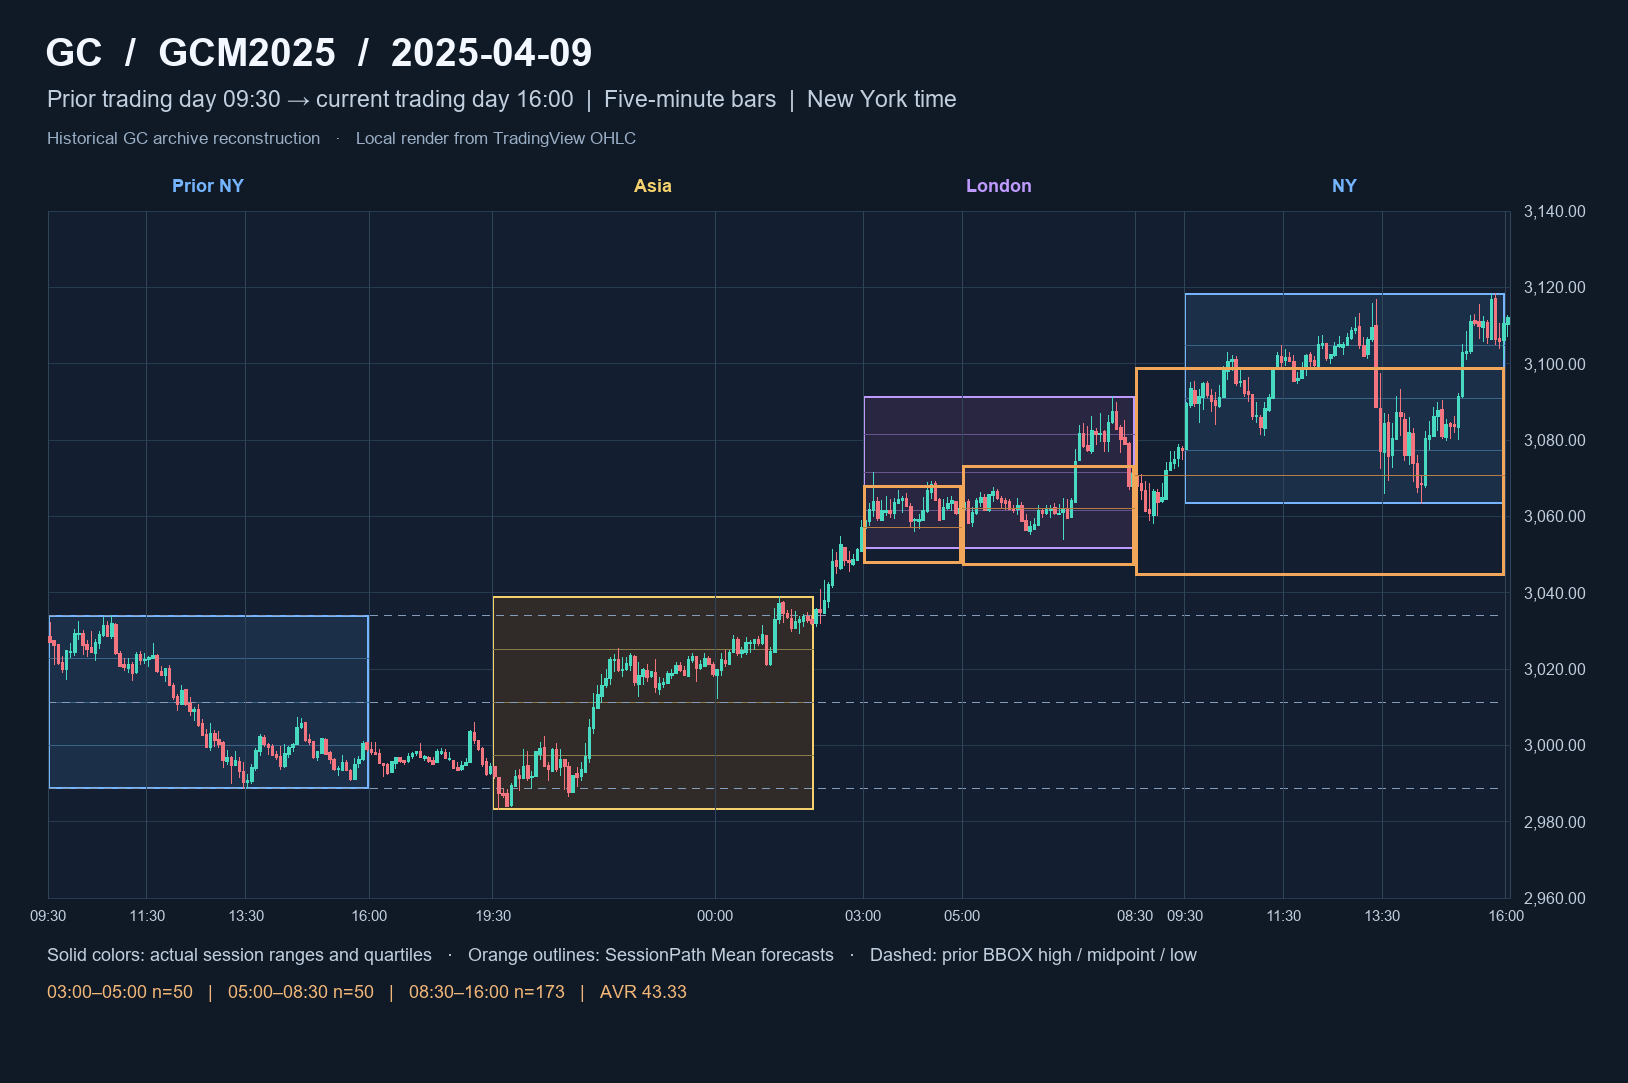 GC / GCM2025 / 2025-04-09
Prior trading day 09:30 → current trading day 16:00 | Five-minute bars | New York time
Historical GC archive reconstruction · Local render from TradingView OHLC
Prior NY Asia London NY
3,140.00
3,120.00
3,100.00
3,080.00
3,060.00
3,040.00
3,020.00
3,000.00
2,980.00
2,960.00
09:30 11:30 13:30 16:00 19:30 00:00 03:00 05:00 08:30 09:30 11:30 13:30 16:00
Solid colors: actual session ranges and quartiles · Orange outlines: SessionPath Mean forecasts · Dashed: prior BBOX high / midpoint / low
03:00–05:00 n=50 | 05:00–08:30 n=50 | 08:30–16:00 n=173 | AVR 43.33